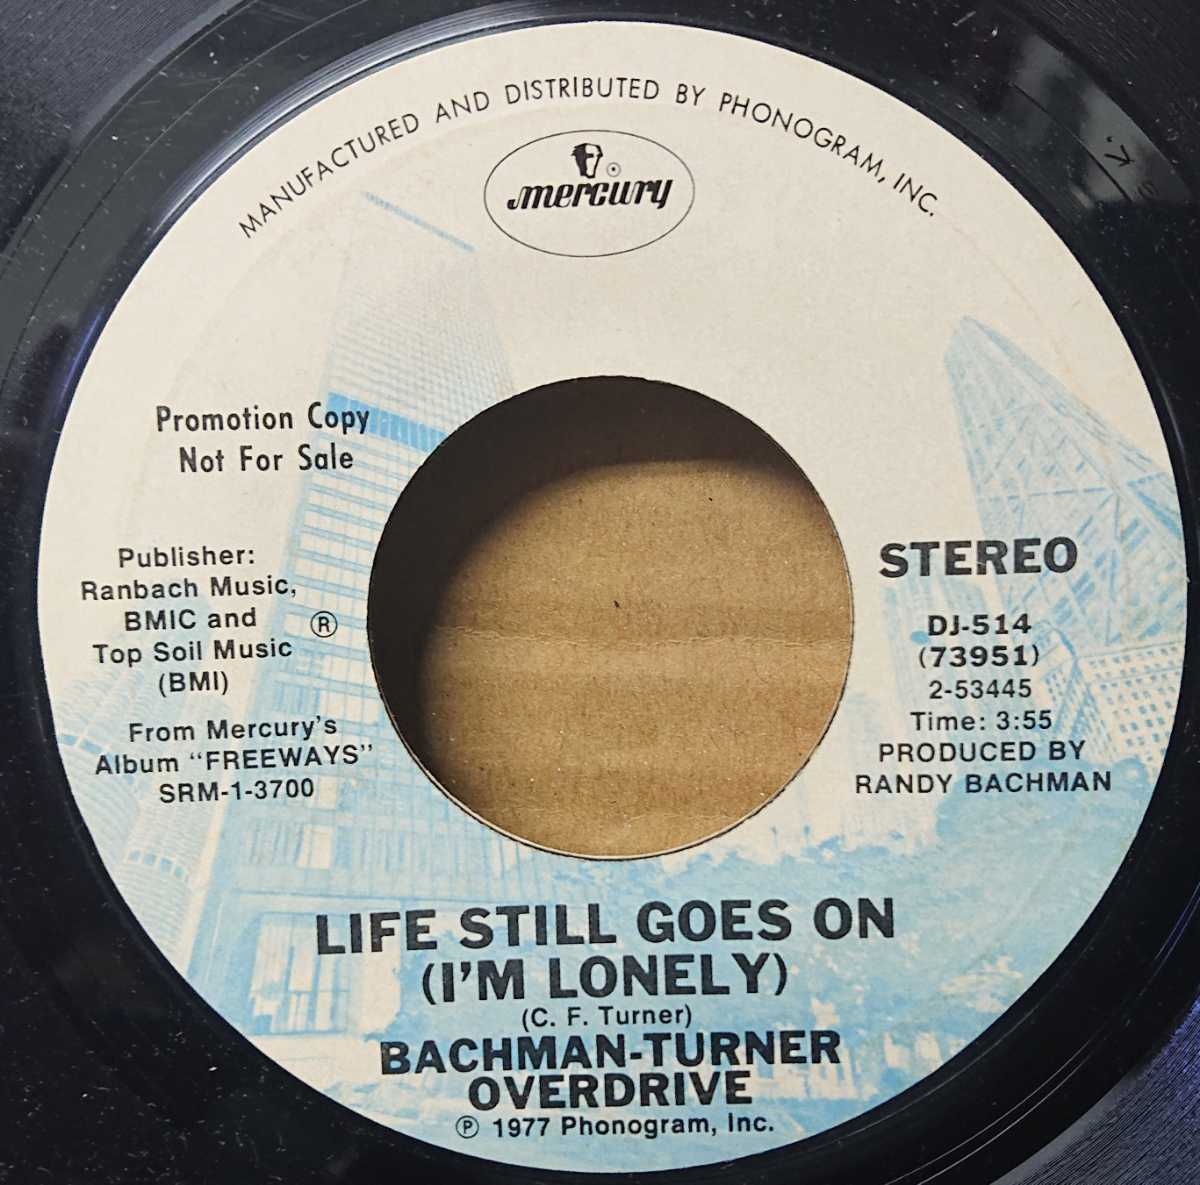 MANUFACTURED AND DISTRIBUTED BY PHONOGRAM, INC.
mercury
Promotion Copy
Not For Sale
Publisher:
Ranbach Music,
BMIC and
Top Soil Music
(BMI)
®
From Mercury's
Album "FREEWAYS"
SRM-1-3700
STEREO
DJ-514
(73951)
2-53445
Time: 3:55
PRODUCED BY
RANDY BACHMAN
LIFE STILL GOES ON
(I'M LONELY)
(C. F. Turner)
BACHMAN-TURNER
OVERDRIVE
℗ 1977 Phonogram, Inc.